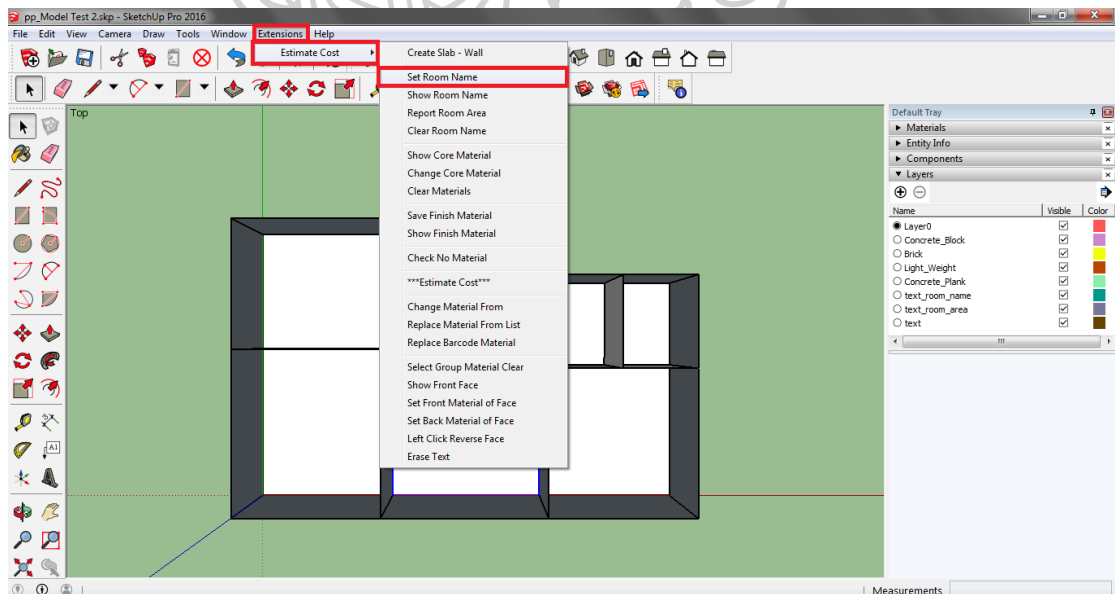 pp_Model Test 2.skp - SketchUp Pro 2016
File Edit View Camera Draw Tools Window Extensions Help
Estimate Cost
Create Slab - Wall
Set Room Name
Show Room Name
Report Room Area
Clear Room Name
Show Core Material
Change Core Material
Clear Materials
Save Finish Material
Show Finish Material
Check No Material
***Estimate Cost***
Change Material From
Replace Material From List
Replace Barcode Material
Select Group Material Clear
Show Front Face
Set Front Material of Face
Set Back Material of Face
Left Click Reverse Face
Erase Text
Top
A1
Default Tray
Materials
Entity Info
Components
Layers
Name Visible Color
Layer0
Concrete_Block
Brick
Light_Weight
Concrete_Plank
text_room_name
text_room_area
text
Measurements